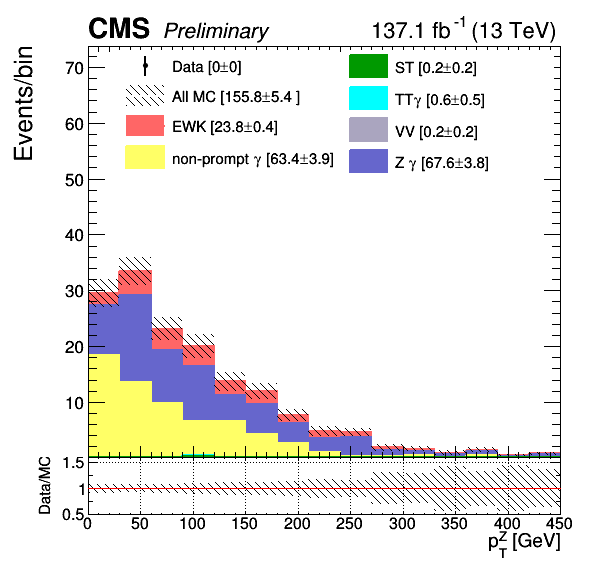 CMS Preliminary 137.1 fb⁻¹ (13 TeV)
Events/bin
Data [0±0]
All MC [155.8±5.4 ]
EWK [23.8±0.4]
non-prompt γ [63.4±3.9]
ST [0.2±0.2]
TTγ [0.6±0.5]
VV [0.2±0.2]
Z γ [67.6±3.8]
70
60
50
40
30
20
10
Data/MC
1.5
1
0.5
0 50 100 150 200 250 300 350 400 450
p_T^Z [GeV]